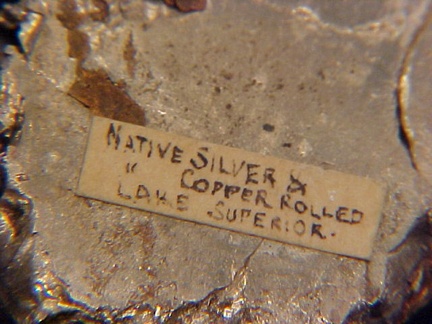 NATIVE SILVER &
" COPPER ROLLED
LAKE SUPERIOR.